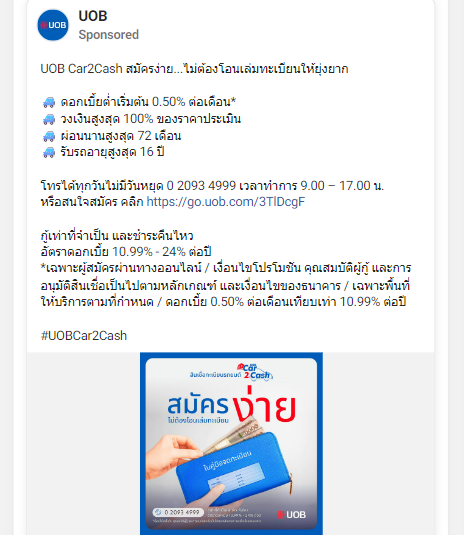 UOB
UOB
Sponsored
UOB Car2Cash สมัครง่าย...ไม่ต้องโอนเล่มทะเบียนให้ยุ่งยาก
ดอกเบี้ยต่ำเริ่มต้น 0.50% ต่อเดือน*
วงเงินสูงสุด 100% ของราคาประเมิน
ผ่อนนานสูงสุด 72 เดือน
รับรถอายุสูงสุด 16 ปี
โทรได้ทุกวันไม่มีวันหยุด 0 2093 4999 เวลาทำการ 9.00 – 17.00 น.
หรือสนใจสมัคร คลิก https://go.uob.com/3TlDcgF
กู้เท่าที่จำเป็น และชำระคืนไหว
อัตราดอกเบี้ย 10.99% - 24% ต่อปี
*เฉพาะผู้สมัครผ่านทางออนไลน์ / เงื่อนไขโปรโมชัน คุณสมบัติผู้กู้ และการ
อนุมัติสินเชื่อเป็นไปตามหลักเกณฑ์ และเงื่อนไขของธนาคาร / เฉพาะพื้นที่
ให้บริการตามที่กำหนด / ดอกเบี้ย 0.50% ต่อเดือนเทียบเท่า 10.99% ต่อปี
#UOBCar2Cash
สินเชื่อทะเบียนรถยนต์ Car2Cash
สมัครง่าย
ไม่ต้องโอนเล่มทะเบียน
ใบคู่มือจดทะเบียน
0 2093 4999
UOB